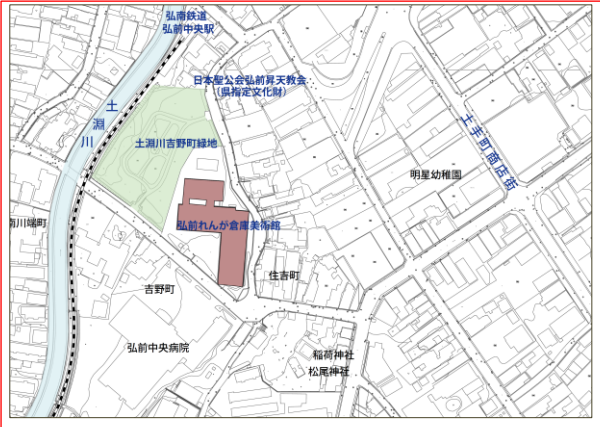 弘南鉄道
弘前中央駅
日本聖公会弘前昇天教会
（県指定文化財）
土淵川
土淵川吉野町緑地
土手町商店街
明星幼稚園
南川端町
弘前れんが倉庫美術館
住吉町
吉野町
弘前中央病院
稲荷神社
松尾神社